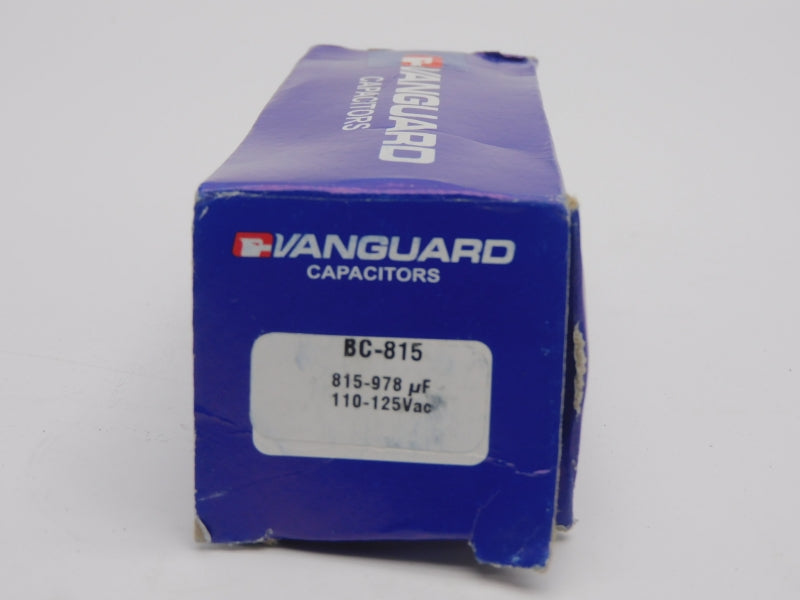 VANGUARD
CAPACITORS
VANGUARD
CAPACITORS
BC-815
815-978 µF
110-125Vac